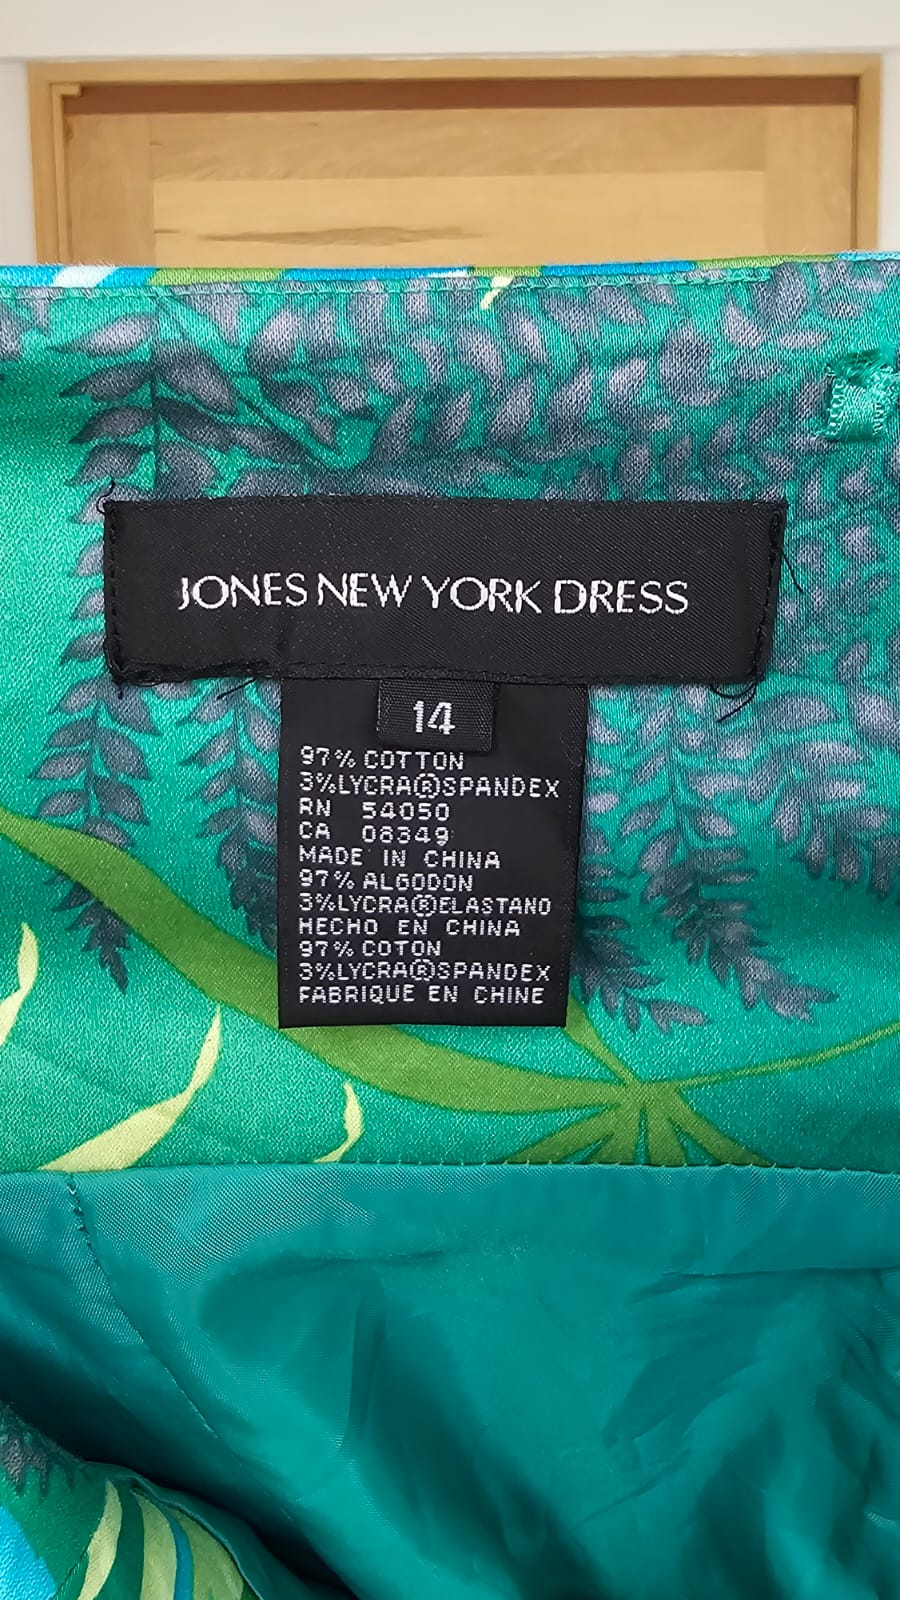 JONES NEW YORK DRESS
14
97% COTTON
3%LYCRA®SPANDEX
RN 54050
CA 08349
MADE IN CHINA
97% ALGODON
3%LYCRA®ELASTANO
HECHO EN CHINA
97% COTON
3%LYCRA®SPANDEX
FABRIQUE EN CHINE